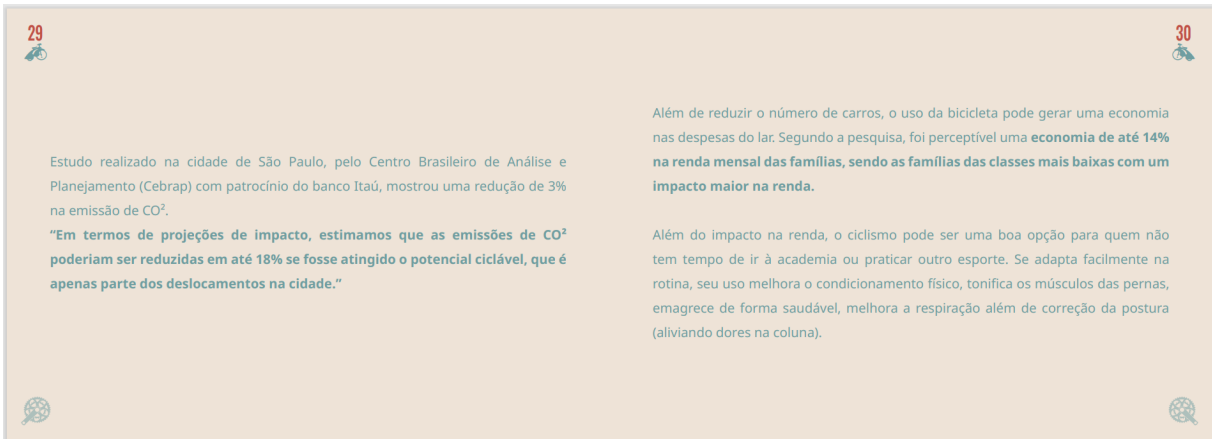 29
Estudo realizado na cidade de São Paulo, pelo Centro Brasileiro de Análise e
Planejamento (Cebrap) com patrocínio do banco Itaú, mostrou uma redução de 3%
na emissão de CO².
“Em termos de projeções de impacto, estimamos que as emissões de CO²
poderiam ser reduzidas em até 18% se fosse atingido o potencial ciclável, que é
apenas parte dos deslocamentos na cidade.”
30
Além de reduzir o número de carros, o uso da bicicleta pode gerar uma economia
nas despesas do lar. Segundo a pesquisa, foi perceptível uma economia de até 14%
na renda mensal das famílias, sendo as famílias das classes mais baixas com um
impacto maior na renda.
Além do impacto na renda, o ciclismo pode ser uma boa opção para quem não
tem tempo de ir à academia ou praticar outro esporte. Se adapta facilmente na
rotina, seu uso melhora o condicionamento físico, tonifica os músculos das pernas,
emagrece de forma saudável, melhora a respiração além de correção da postura
(aliviando dores na coluna).